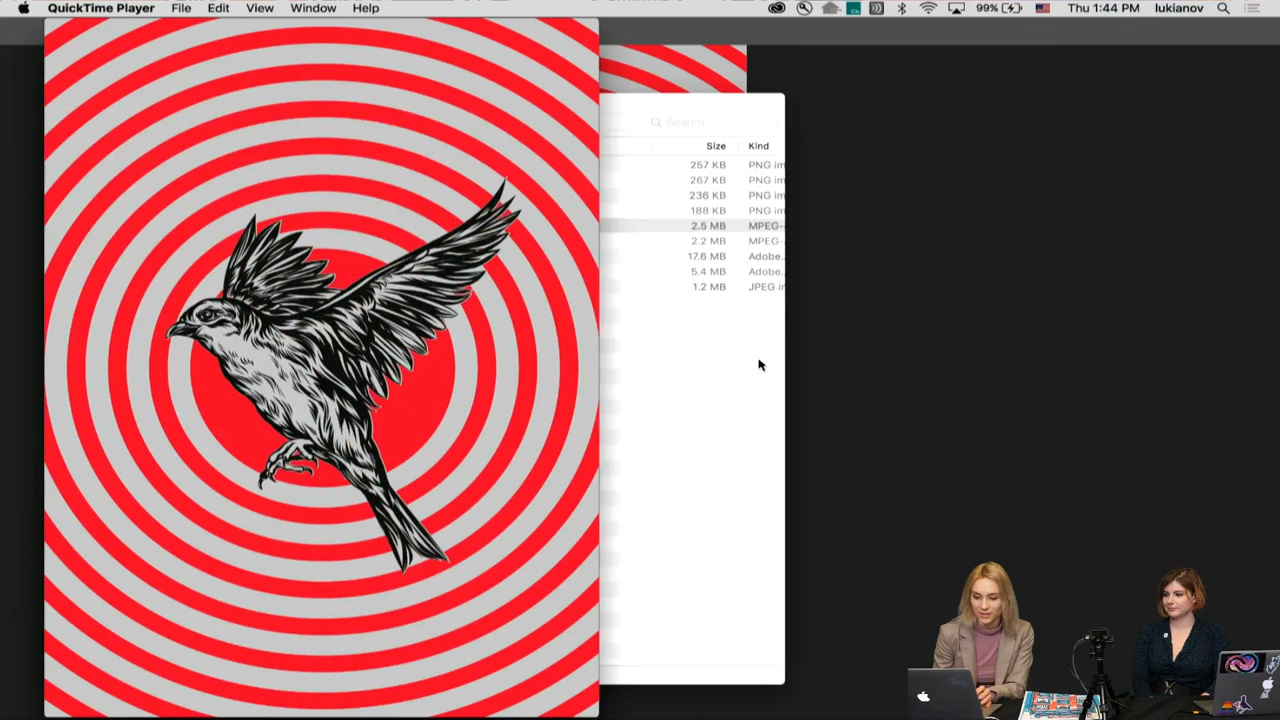 QuickTime Player File Edit View Window Help 99% Thu 1:44 PM lukianov
Search
Size Kind
257 KB PNG im
267 KB PNG im
236 KB PNG im
188 KB PNG im
2.5 MB MPEG-
2.2 MB MPEG-
17.6 MB Adobe..
5.4 MB Adobe..
1.2 MB JPEG i